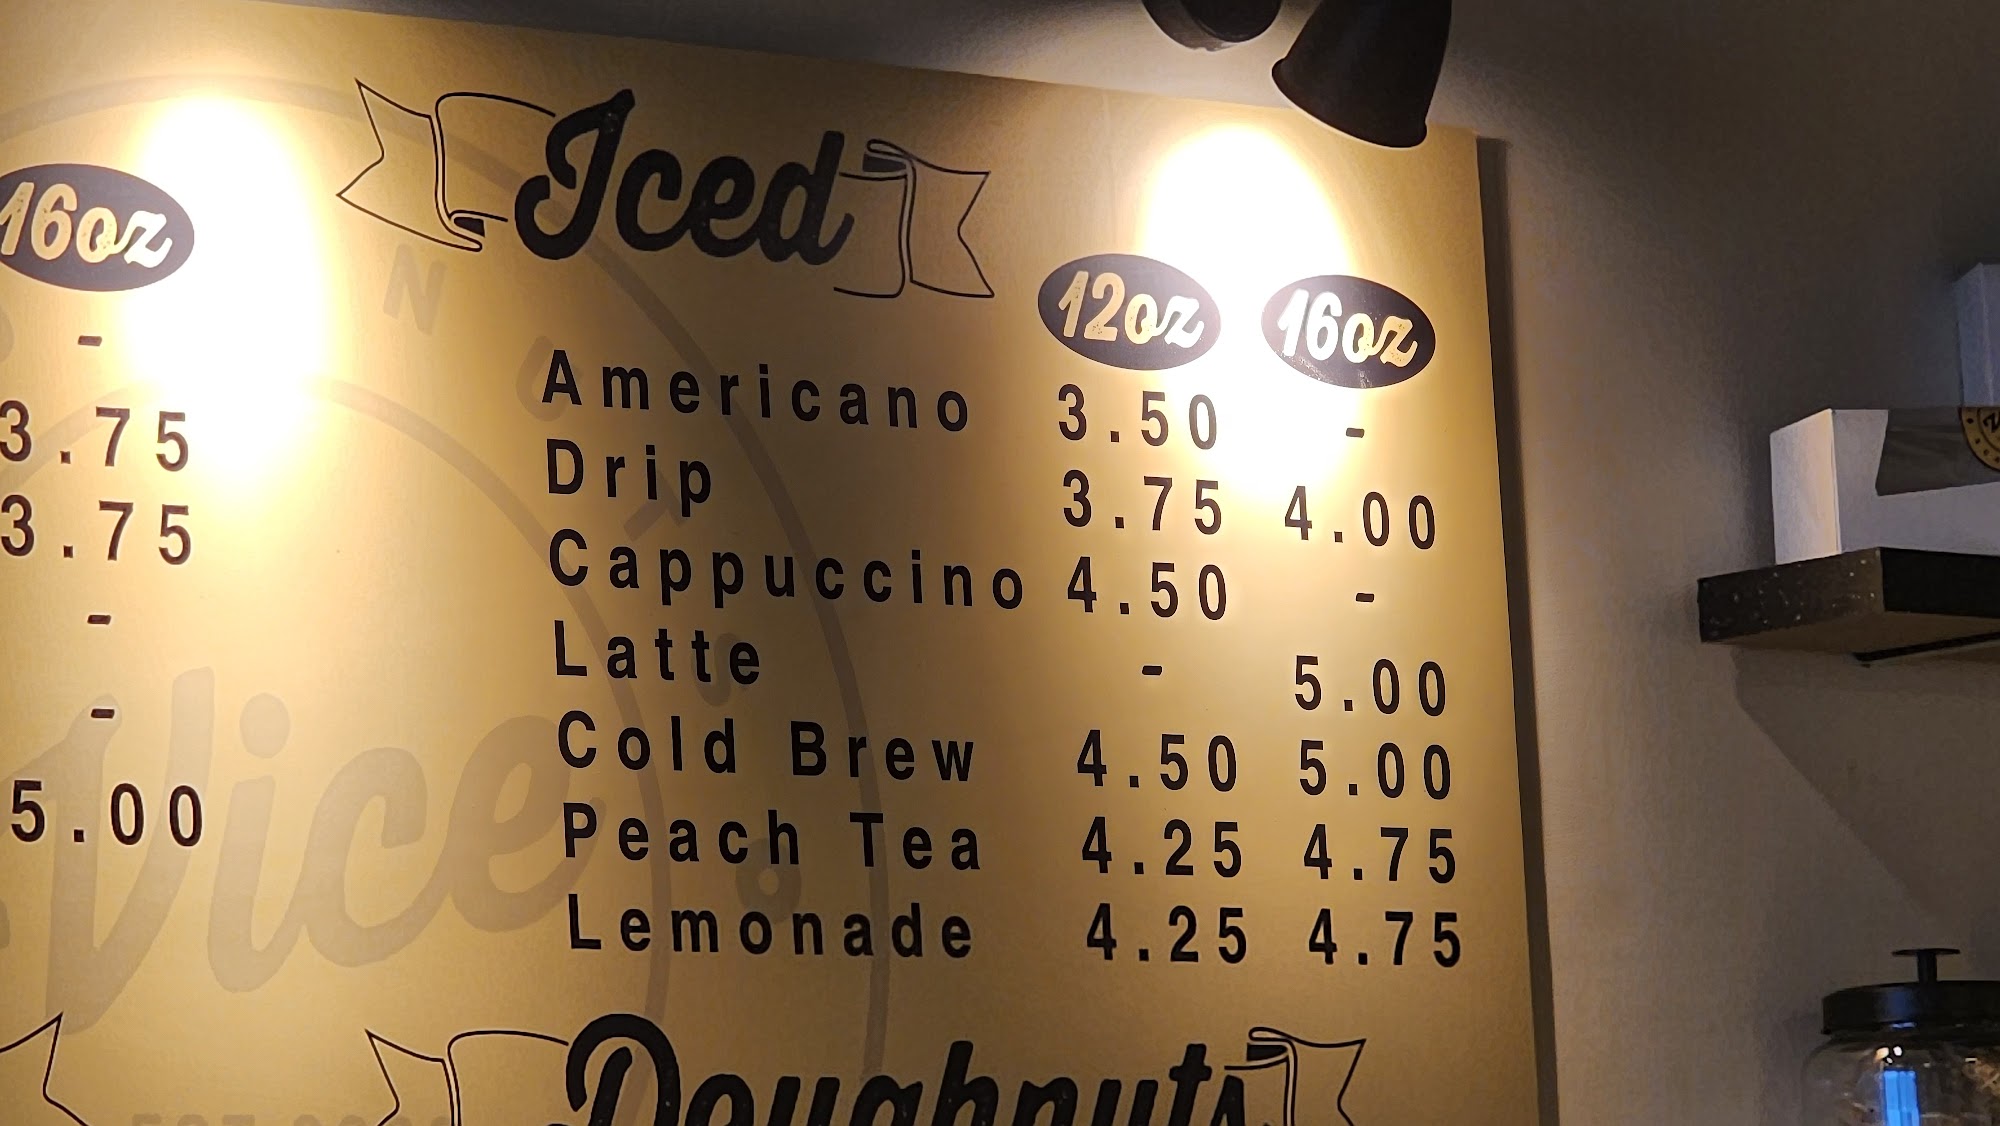 16oz
-
3.75
3.75
-
-
5.00
Iced
12oz 16oz
Americano 3.50 -
Drip 3.75 4.00
Cappuccino 4.50 -
Latte - 5.00
Cold Brew 4.50 5.00
Peach Tea 4.25 4.75
Lemonade 4.25 4.75
Vice
Doughnuts